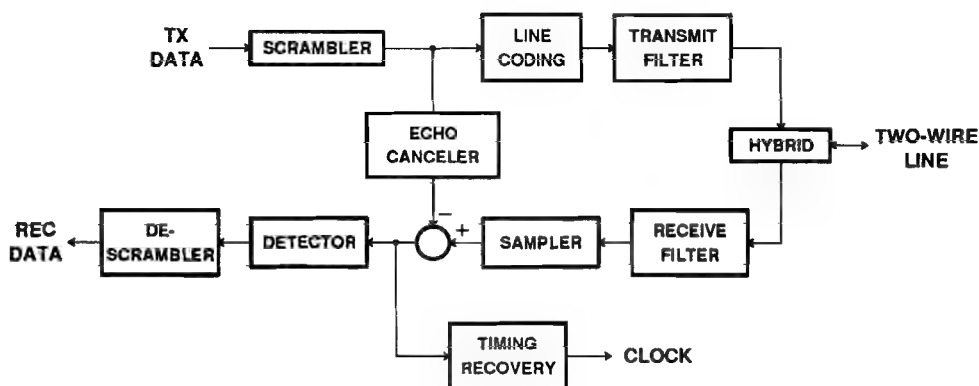 TX
DATA
SCRAMBLER
LINE
CODING
TRANSMIT
FILTER
ECHO
CANCELER
HYBRID
TWO-WIRE
LINE
−
+
REC
DATA
DE-
SCRAMBLER
DETECTOR
SAMPLER
RECEIVE
FILTER
TIMING
RECOVERY
CLOCK